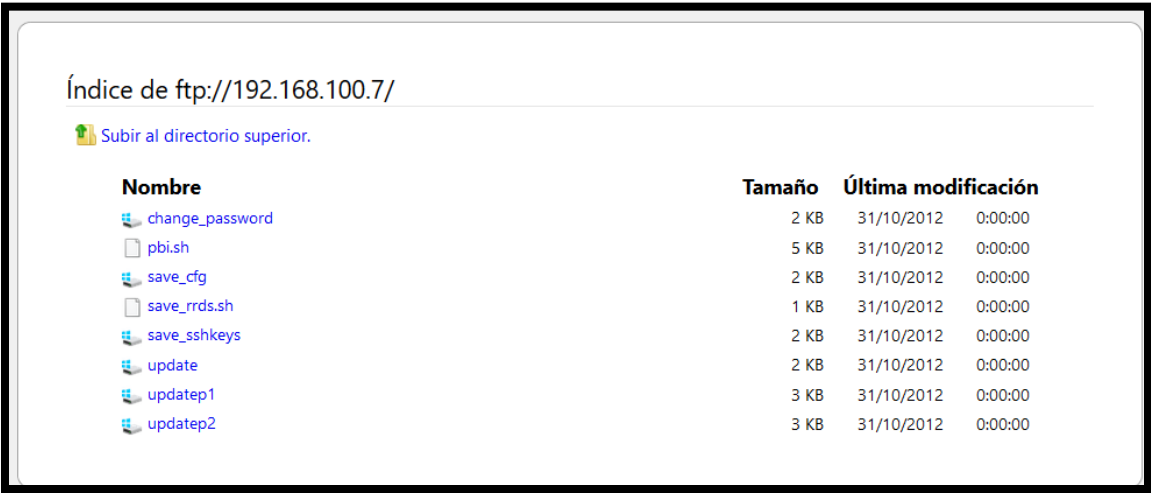 Índice de ftp://192.168.100.7/
Subir al directorio superior.
Nombre Tamaño Última modificación
change_password 2 KB 31/10/2012 0:00:00
pbi.sh 5 KB 31/10/2012 0:00:00
save_cfg 2 KB 31/10/2012 0:00:00
save_rrds.sh 1 KB 31/10/2012 0:00:00
save_sshkeys 2 KB 31/10/2012 0:00:00
update 2 KB 31/10/2012 0:00:00
updatep1 3 KB 31/10/2012 0:00:00
updatep2 3 KB 31/10/2012 0:00:00